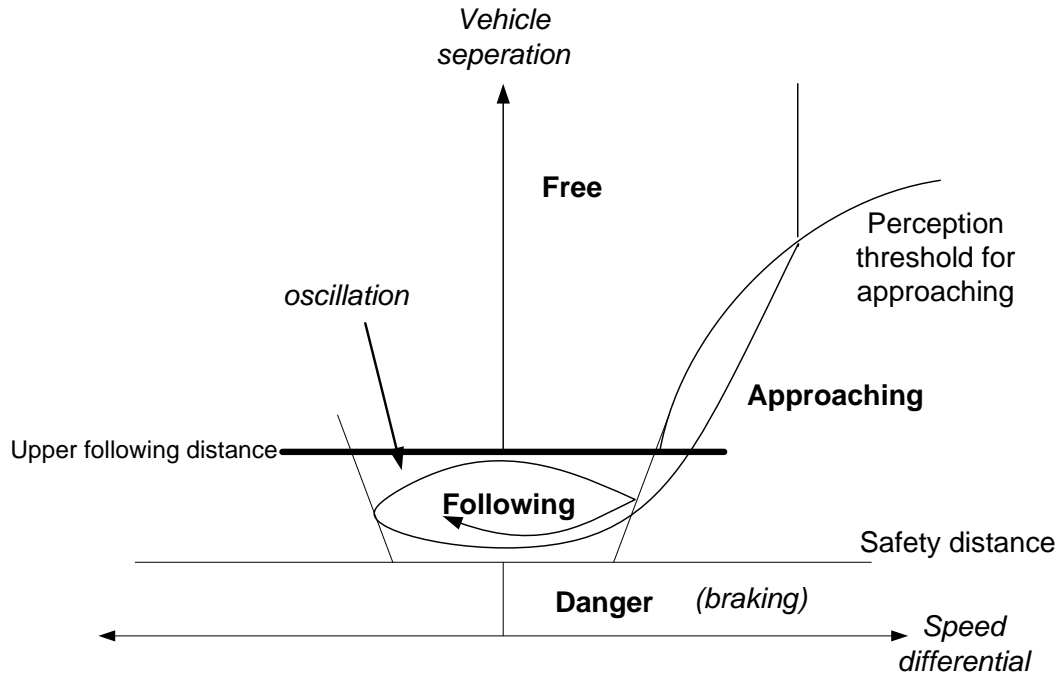 Vehicle
seperation
Free
Perception
threshold for
approaching
oscillation
Approaching
Upper following distance
Following
Safety distance
Danger
(braking)
Speed
differential